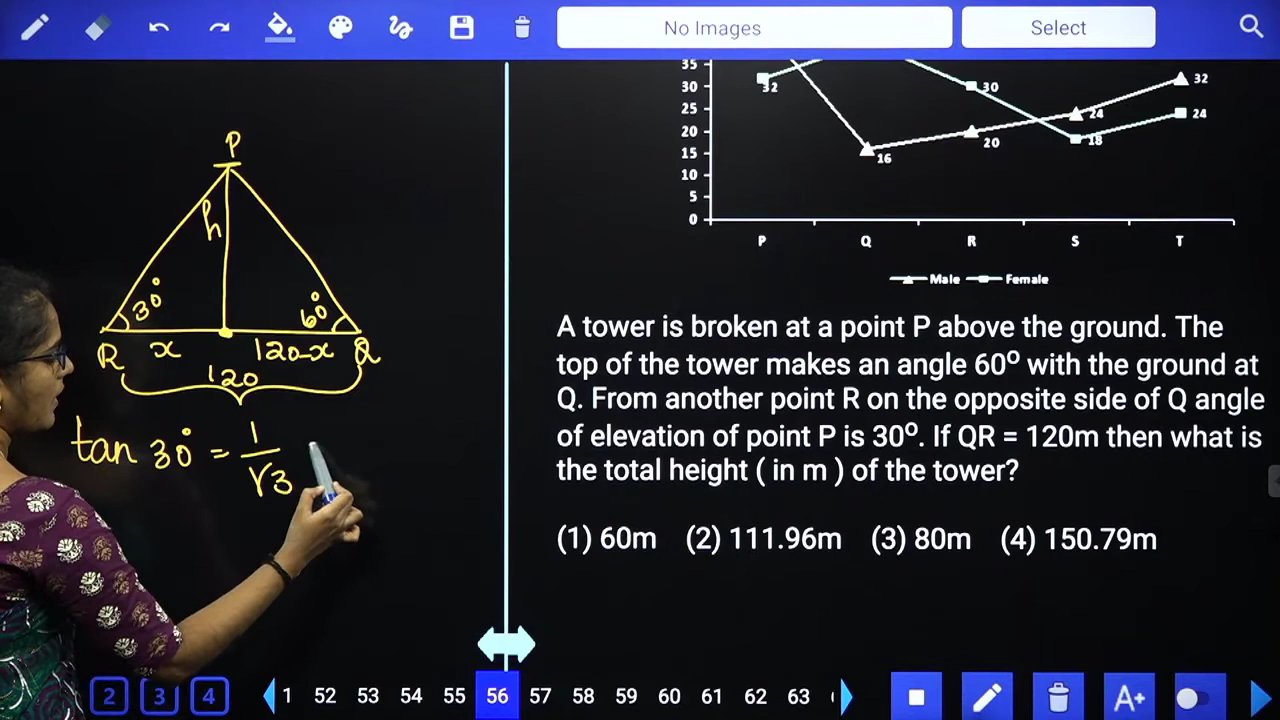 No Images
Select
35
30
25
20
15
10
5
0
32
16
30
20
24
18
32
24
P
Q
R
S
T
Male
Female
P
h
30°
60°
R
x
120-x
Q
120
tan 30° = 1/√3
A tower is broken at a point P above the ground. The
top of the tower makes an angle 60⁰ with the ground at
Q. From another point R on the opposite side of Q angle
of elevation of point P is 30⁰. If QR = 120m then what is
the total height ( in m ) of the tower?
(1) 60m (2) 111.96m (3) 80m (4) 150.79m
2 3 4
1 52 53 54 55 56 57 58 59 60 61 62 63
A+